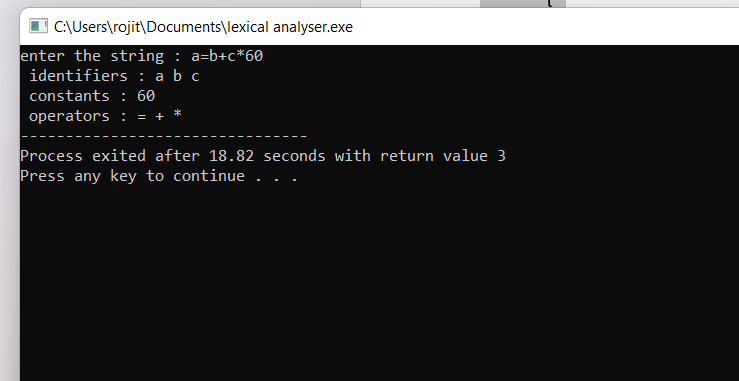 C:\Users\rojit\Documents\lexical analyser.exe
enter the string : a=b+c*60
identifiers : a b c
constants : 60
operators : = + *
--------------------------------
Process exited after 18.82 seconds with return value 3
Press any key to continue . . .